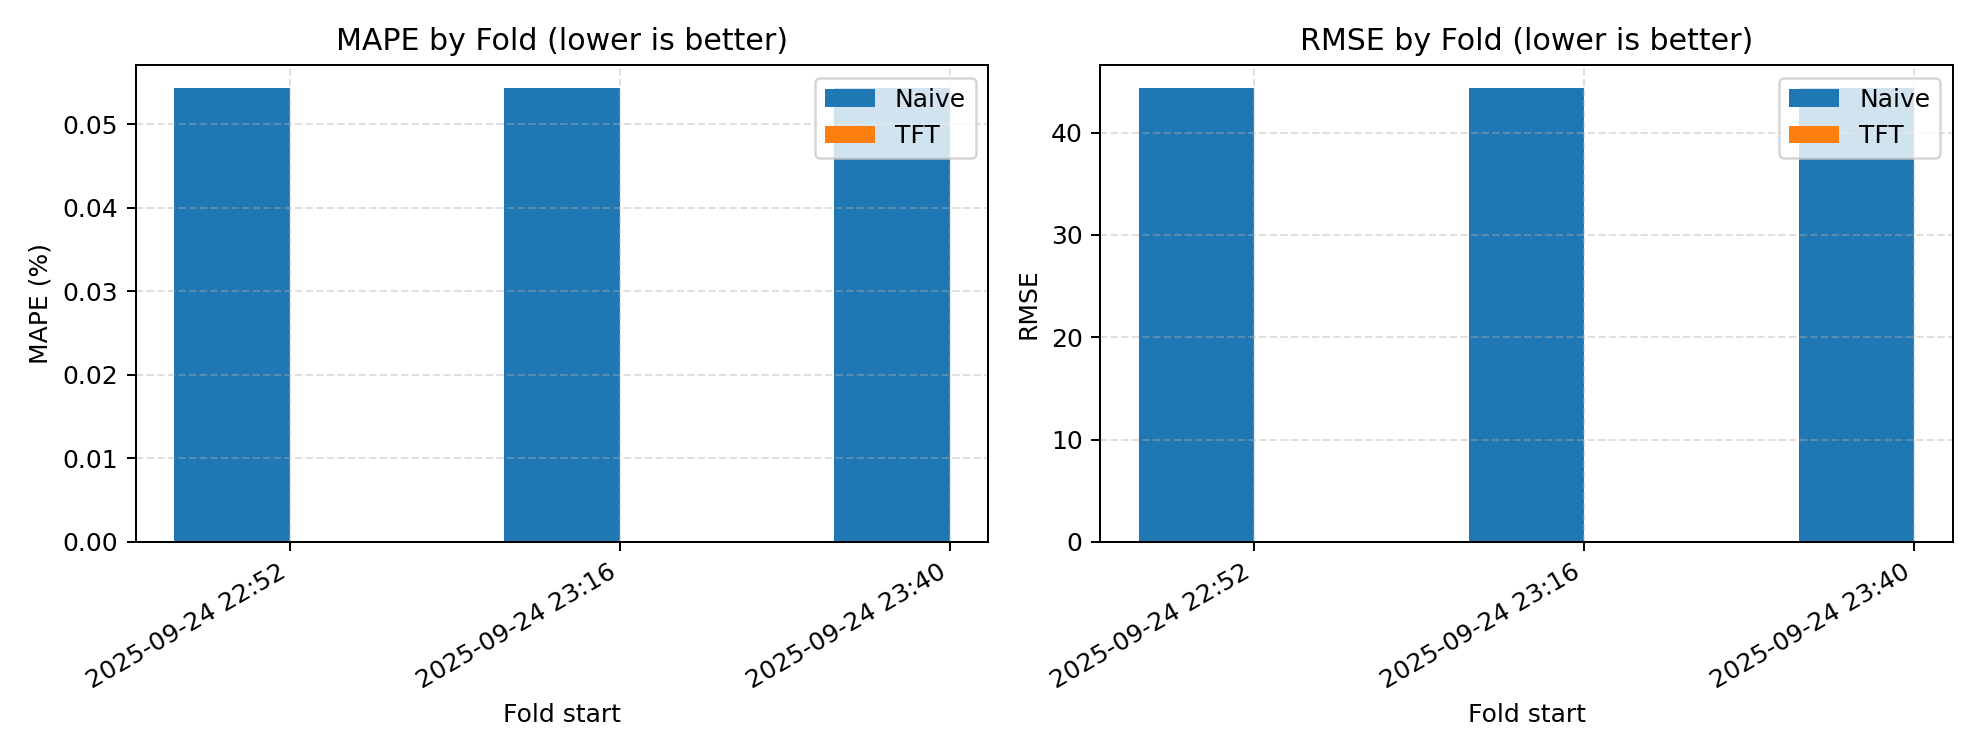 MAPE by Fold (lower is better)
MAPE (%)
0.05
0.04
0.03
0.02
0.01
0.00
Naive
TFT
2025-09-24 22:52
2025-09-24 23:16
2025-09-24 23:40
Fold start
RMSE by Fold (lower is better)
RMSE
40
30
20
10
0
Naive
TFT
2025-09-24 22:52
2025-09-24 23:16
2025-09-24 23:40
Fold start